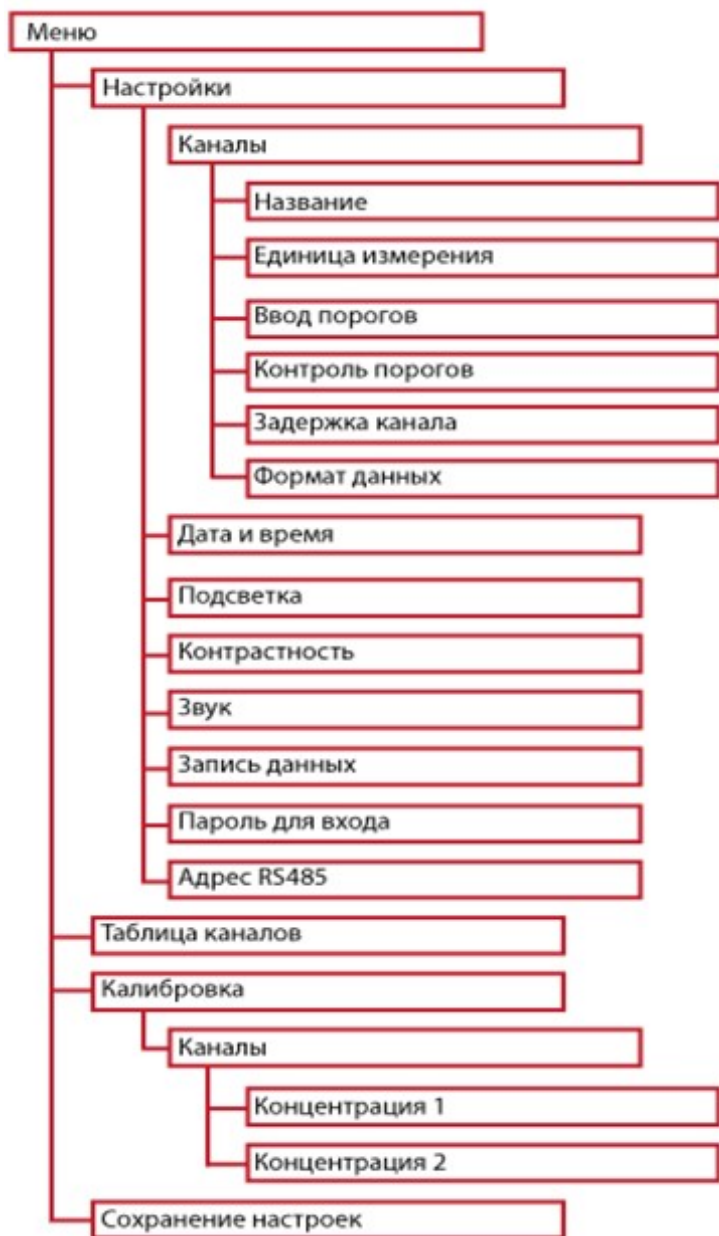 Меню
Настройки
Каналы
Название
Единица измерения
Ввод порогов
Контроль порогов
Задержка канала
Формат данных
Дата и время
Подсветка
Контрастность
Звук
Запись данных
Пароль для входа
Адрес RS485
Таблица каналов
Калибровка
Каналы
Концентрация 1
Концентрация 2
Сохранение настроек